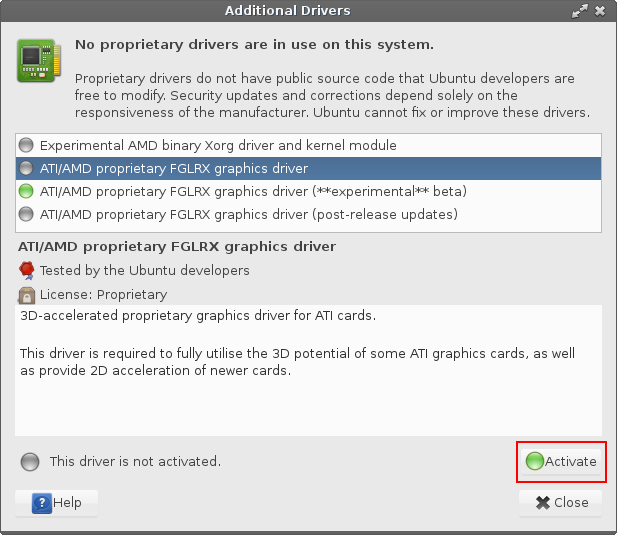 Additional Drivers
No proprietary drivers are in use on this system.
Proprietary drivers do not have public source code that Ubuntu developers are
free to modify. Security updates and corrections depend solely on the
responsiveness of the manufacturer. Ubuntu cannot fix or improve these drivers.
Experimental AMD binary Xorg driver and kernel module
ATI/AMD proprietary FGLRX graphics driver
ATI/AMD proprietary FGLRX graphics driver (**experimental** beta)
ATI/AMD proprietary FGLRX graphics driver (post-release updates)
ATI/AMD proprietary FGLRX graphics driver
Tested by the Ubuntu developers
License: Proprietary
3D-accelerated proprietary graphics driver for ATI cards.
This driver is required to fully utilise the 3D potential of some ATI graphics cards, as well
as provide 2D acceleration of newer cards.
This driver is not activated.
Activate
Help
Close